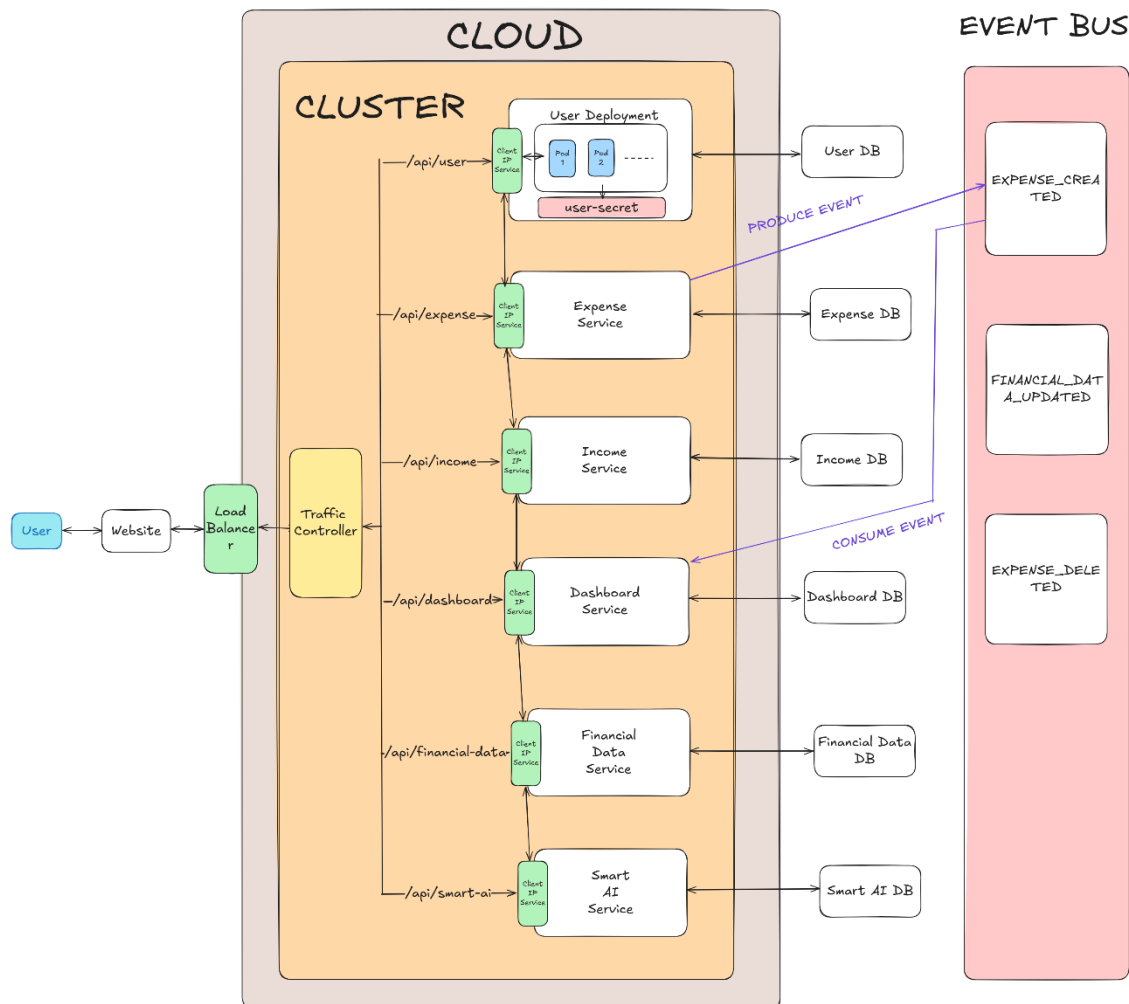 CLOUD
EVENT BUS
CLUSTER
User Deployment
Client
IP
Service
Pod
1
Pod
2
-----
/api/user
user-secret
User DB
PRODUCE EVENT
EXPENSE_CREA
TED
/api/expense
Client
IP
Service
Expense
Service
Expense DB
FINANCIAL_DAT
A_UPDATED
/api/income
Client
IP
Service
Income
Service
Income DB
User
Website
Load
Balance
r
Traffic
Controller
CONSUME EVENT
EXPENSE_DELE
TED
/api/dashboard
Client
IP
Service
Dashboard
Service
Dashboard DB
/api/financial-data
Client
IP
Service
Financial
Data
Service
Financial Data
DB
/api/smart-ai
Client
IP
Service
Smart
AI
Service
Smart AI DB